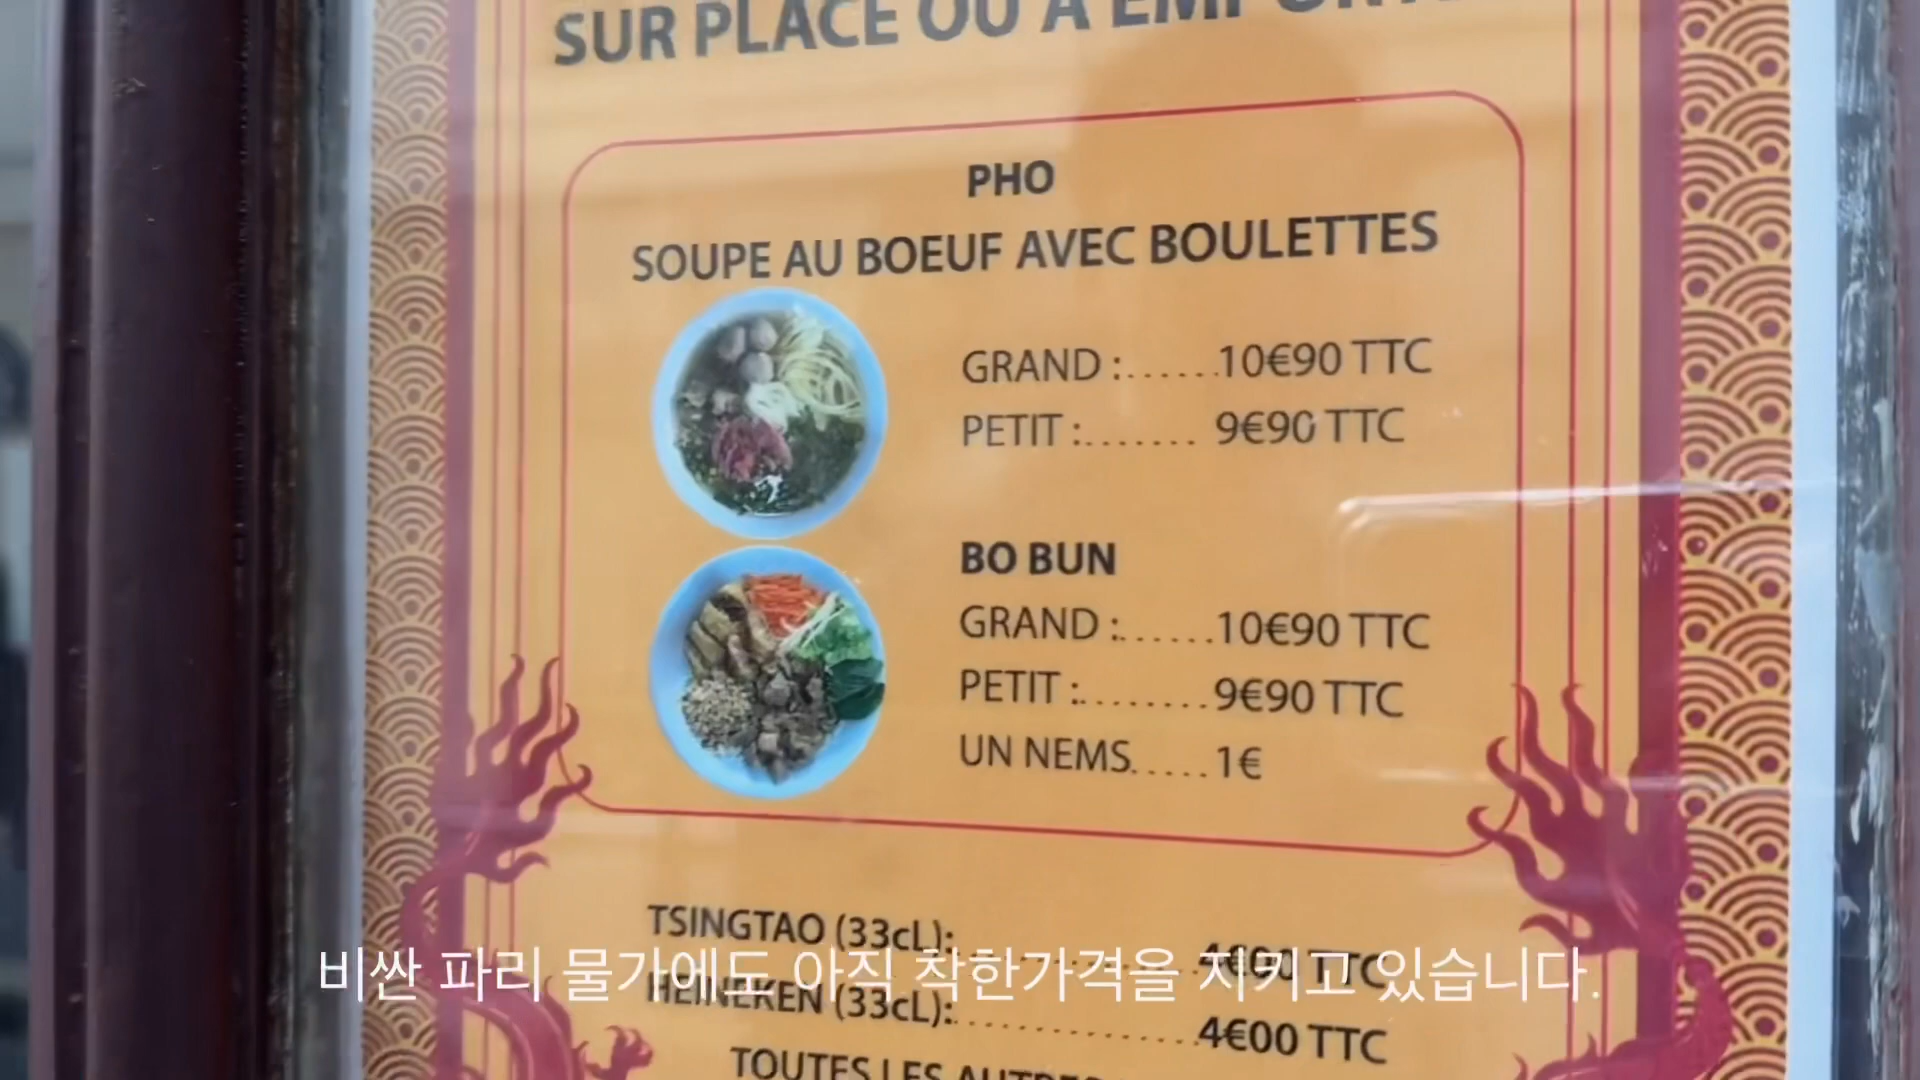 SUR PLACE OU À EMPORTER
PHO
SOUPE AU BOEUF AVEC BOULETTES
GRAND :......10€90 TTC
PETIT :....... 9€90 TTC
BO BUN
GRAND :......10€90 TTC
PETIT :........9€90 TTC
UN NEMS.....1€
TSINGTAO (33cL): 4€00 TTC
비싼 파리 물가에도 아직 착한가격을 지키고 있습니다.
HEINEKEN (33cL):....................4€00 TTC
TOUTES LES AUTRES